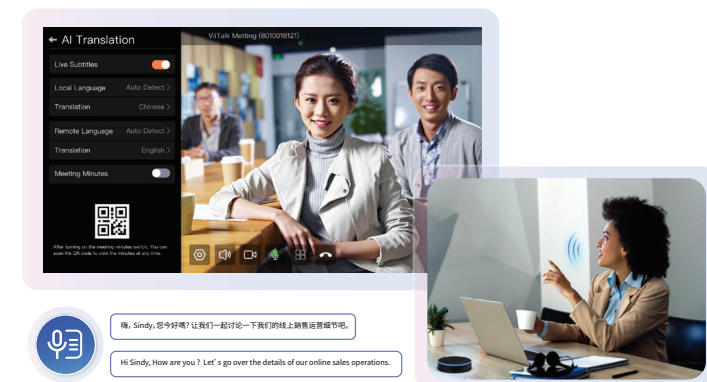 ← AI Translation
ViiTalk Metting (8010018121)
Live Subtitles
Local Language Auto Detect >
Translation Chinese >
Remote Language Auto Detect >
Translation English >
Meeting Minutes
After turning on the meeting minutes switch, You can
scan the QR code to view the minutes at any time.
嗨, Sindy, 您今好嗎? 让我们一起讨论一下我们的线上銷售运营细节吧。
Hi Sindy, How are you ? Let's go over the details of our online sales operations.